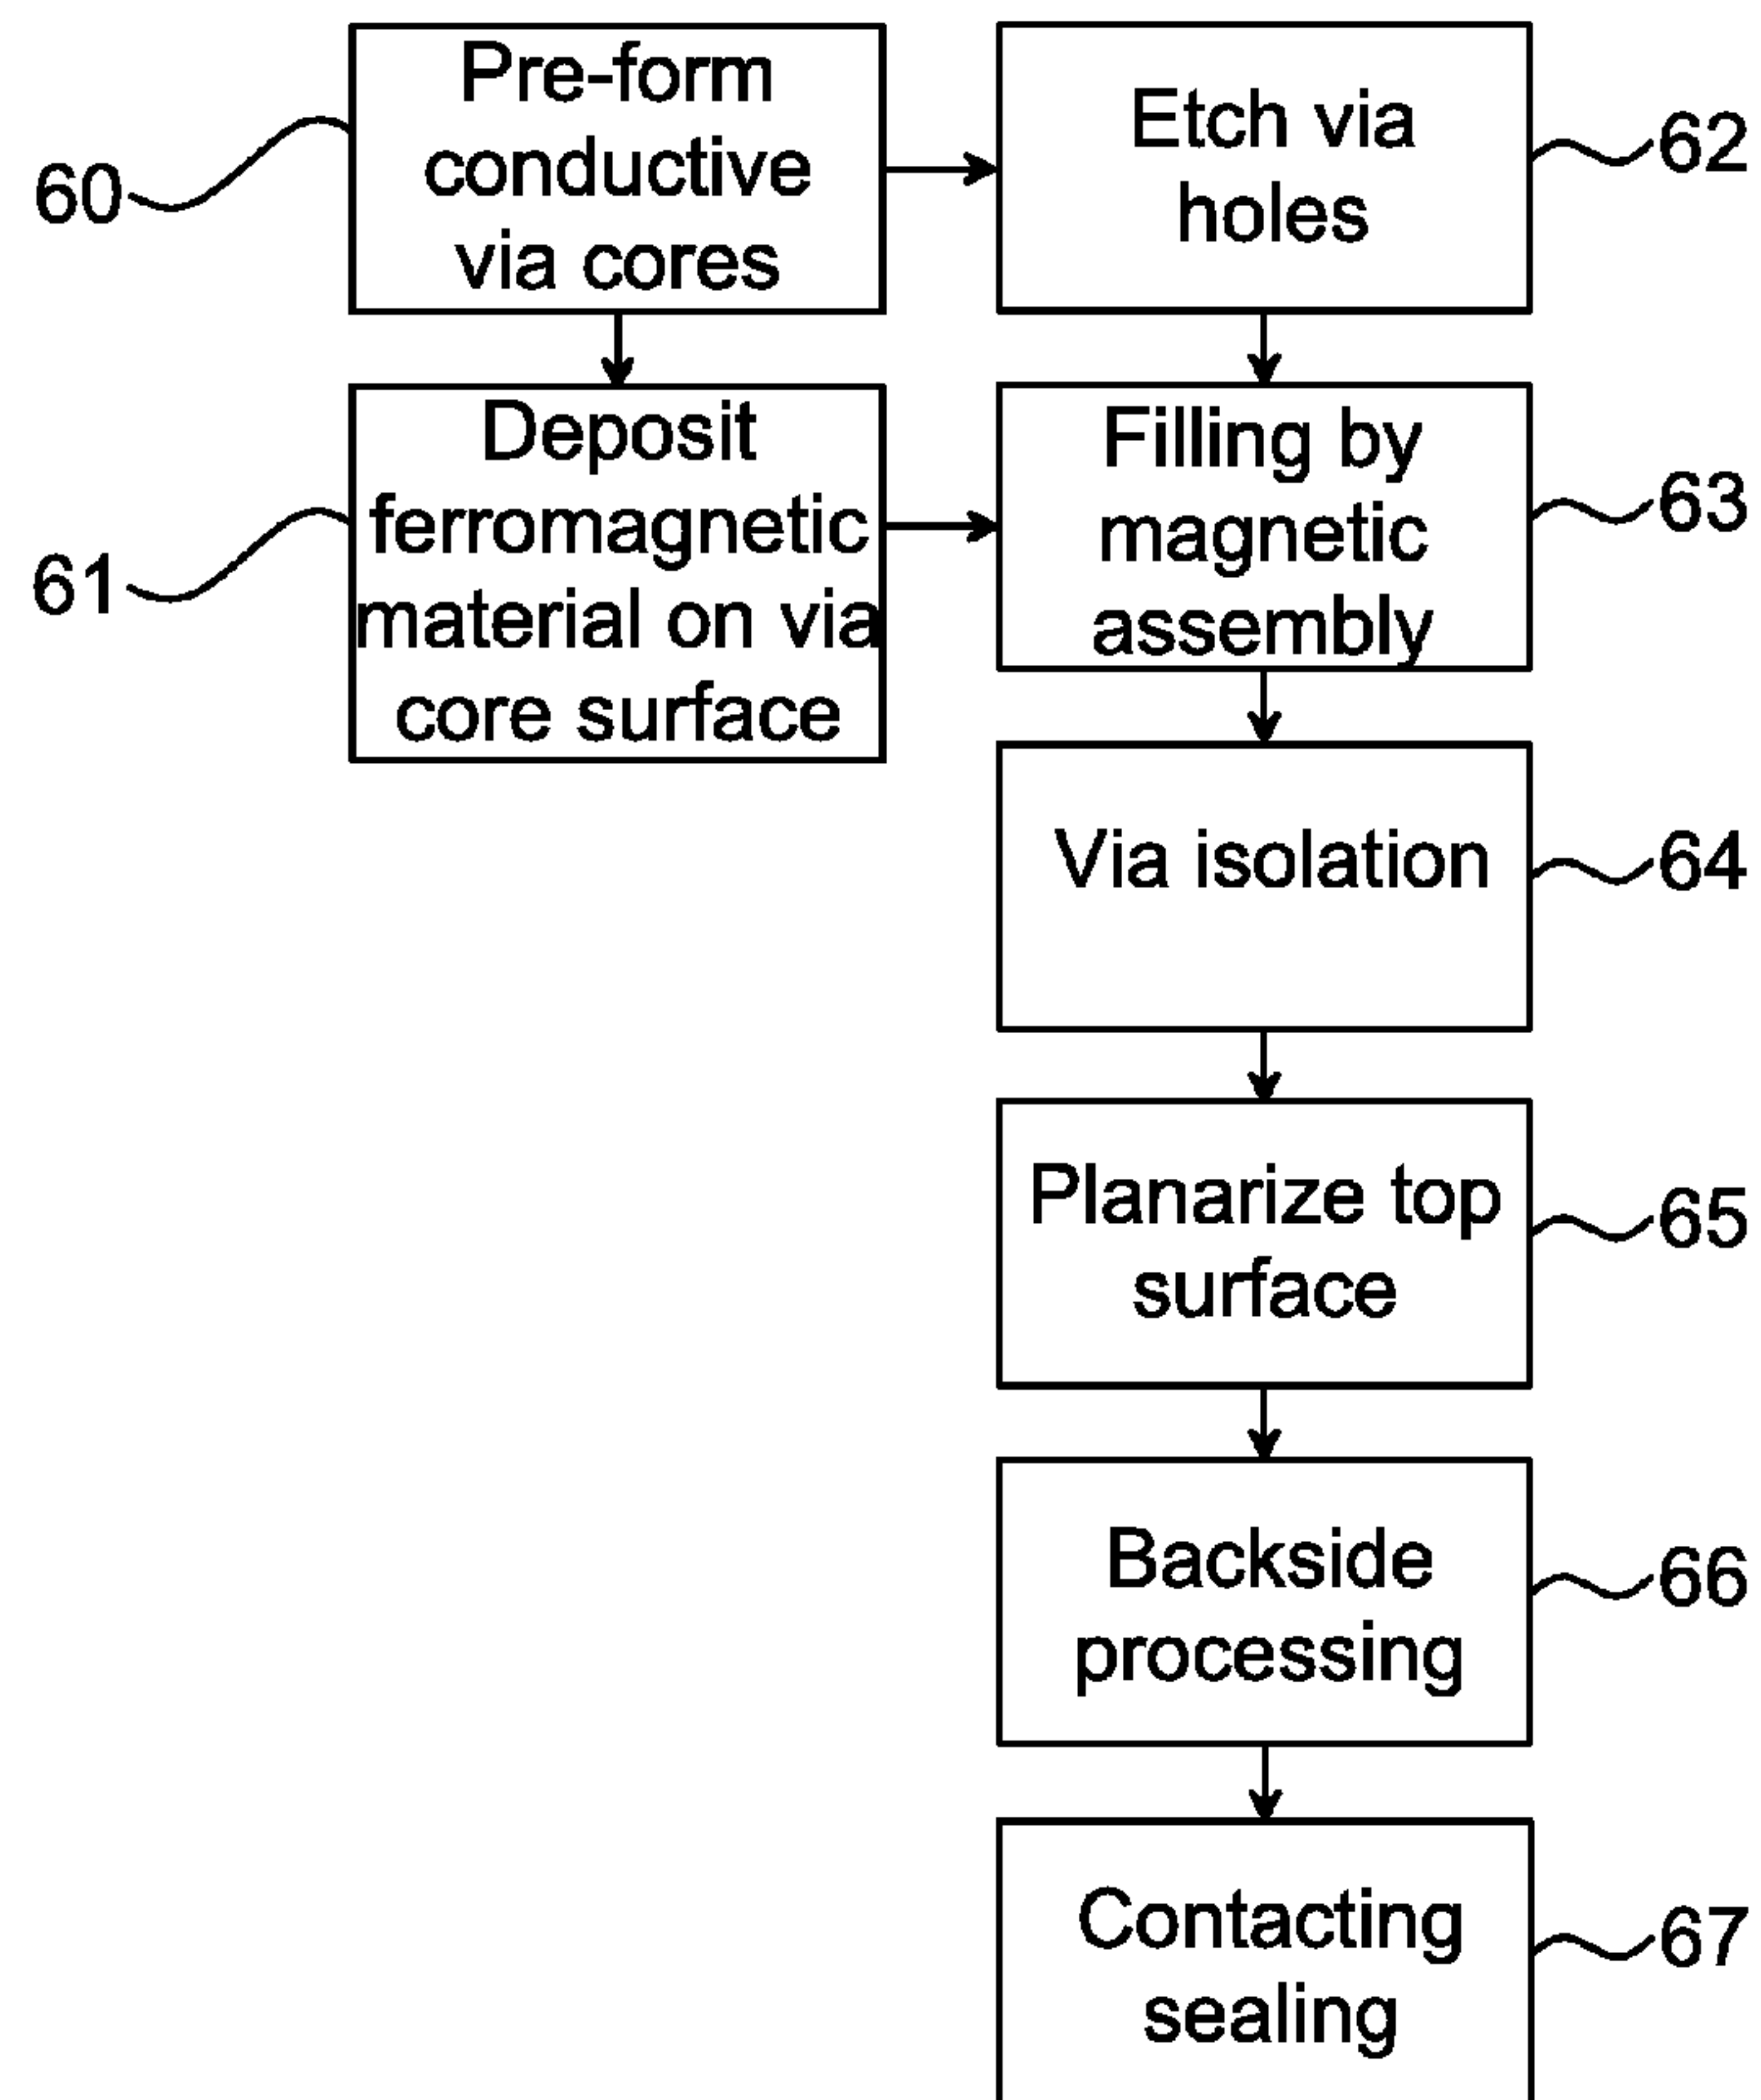 Pre-form
conductive
via cores
60
Etch via
holes
62
Deposit
ferromagnetic
material on via
core surface
61
Filling by
magnetic
assembly
63
Via isolation
64
Planarize top
surface
65
Backside
processing
66
Contacting
sealing
67